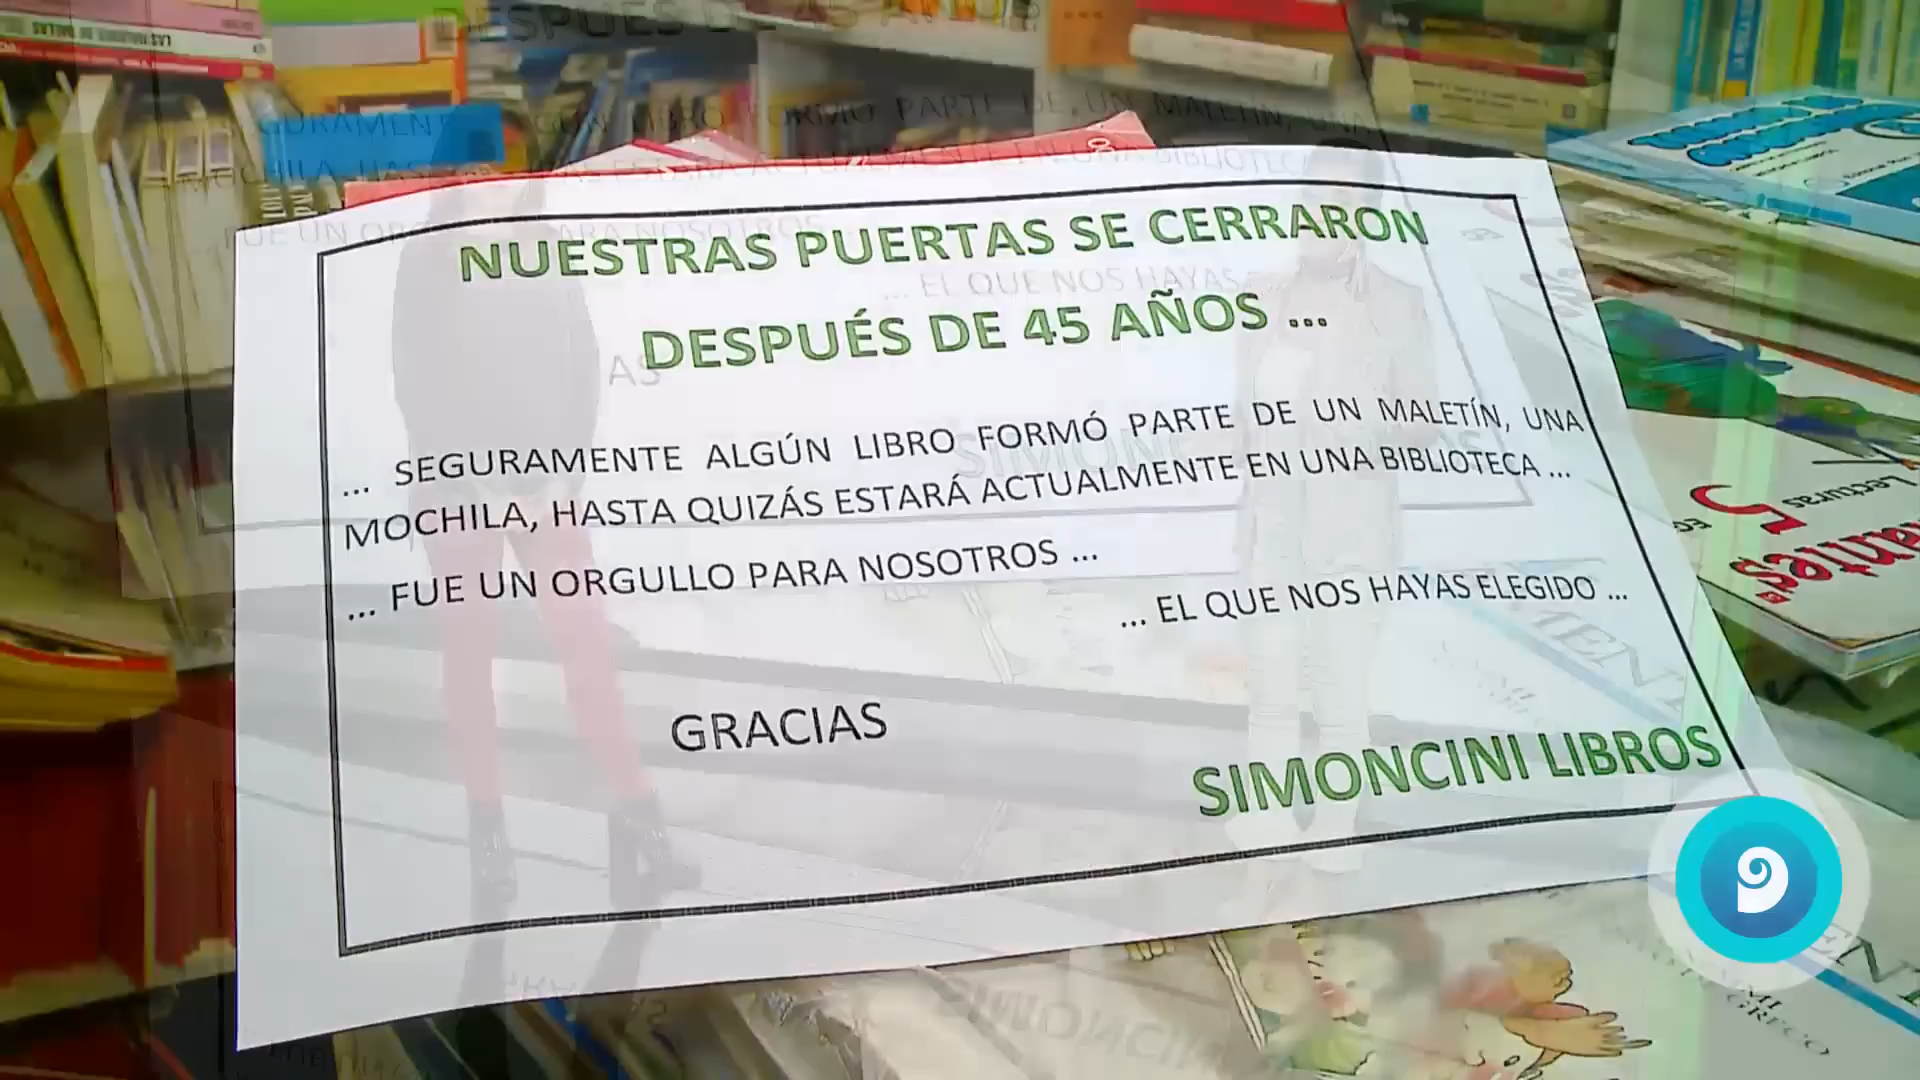 NUESTRAS PUERTAS SE CERRARON
DESPUÉS DE 45 AÑOS ...
... SEGURAMENTE ALGÚN LIBRO FORMÓ PARTE DE UN MALETÍN, UNA
MOCHILA, HASTA QUIZÁS ESTARÁ ACTUALMENTE EN UNA BIBLIOTECA ...
... FUE UN ORGULLO PARA NOSOTROS ...
... EL QUE NOS HAYAS ELEGIDO ...
GRACIAS
SIMONCINI LIBROS
Lecturas
5